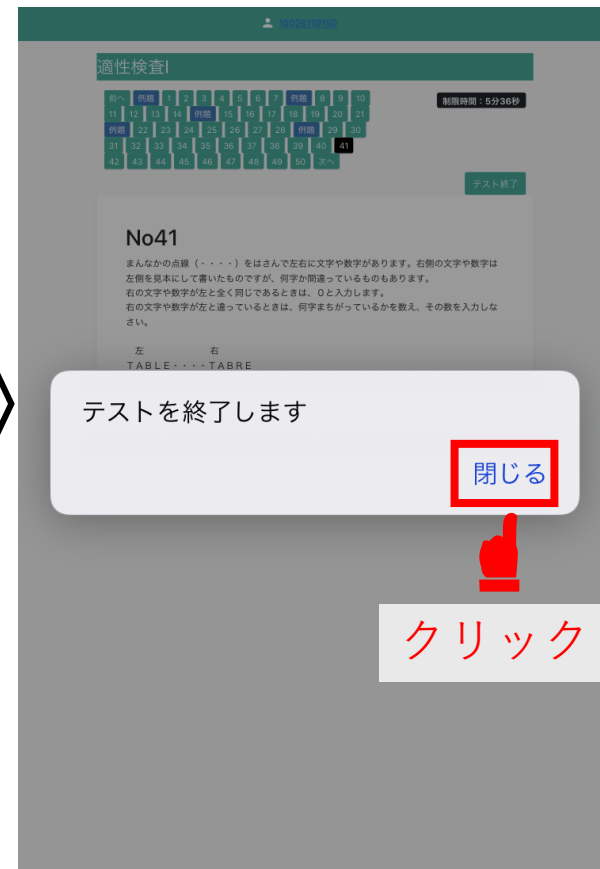 10026119150
適性検査Ⅰ
前へ 例題 1 2 3 4 5 6 7 例題 8 9 10
制限時間：5分36秒
11 12 13 14 例題 15 16 17 18 19 20 21
例題 22 23 24 25 26 27 28 例題 29 30
31 32 33 34 35 36 37 38 39 40 41
42 43 44 45 46 47 48 49 50 次へ
テスト終了
No41
まんなかの点線（・・・・）をはさんで左右に文字や数字があります。右側の文字や数字は
左側を見本にして書いたものですが、何字か間違っているものもあります。
右の文字や数字が左と全く同じであるときは、0と入力します。
右の文字や数字が左と違っているときは、何字まちがっているかを数え、その数を入力しな
さい。
左 右
TABLE・・・・TABRE
テストを終了します
閉じる
クリック